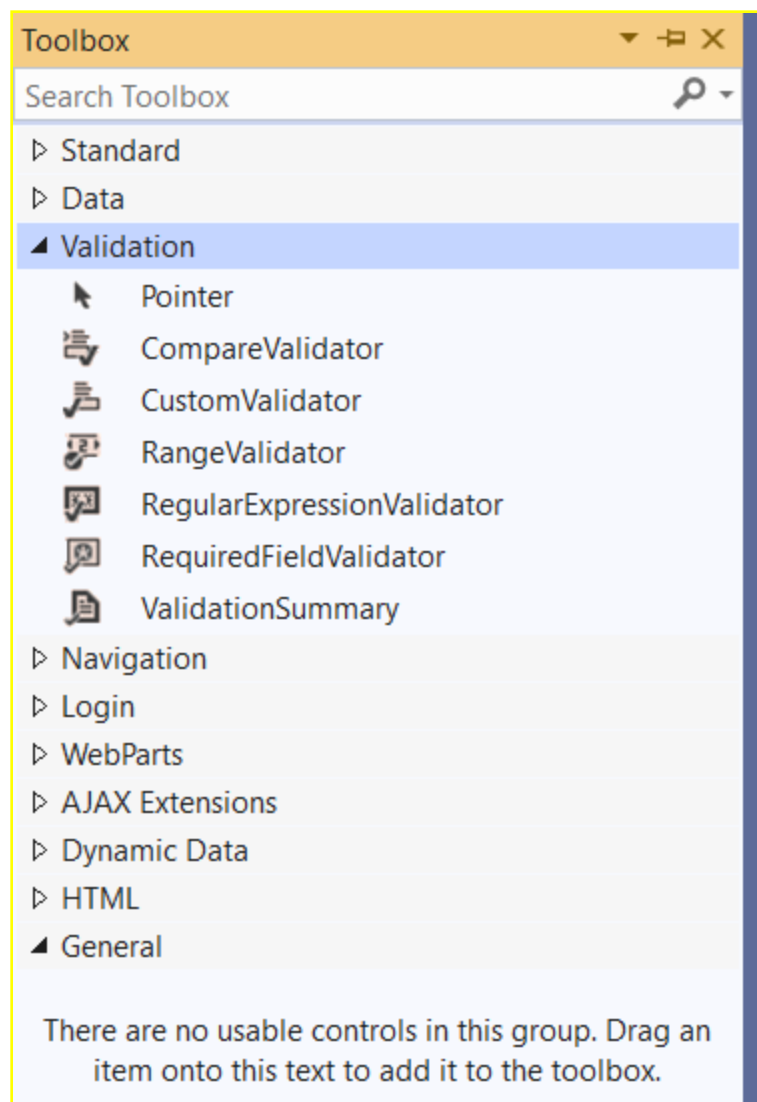 Toolbox
Search Toolbox
Standard
Data
Validation
Pointer
CompareValidator
CustomValidator
RangeValidator
RegularExpressionValidator
RequiredFieldValidator
ValidationSummary
Navigation
Login
WebParts
AJAX Extensions
Dynamic Data
HTML
General
There are no usable controls in this group. Drag an
item onto this text to add it to the toolbox.